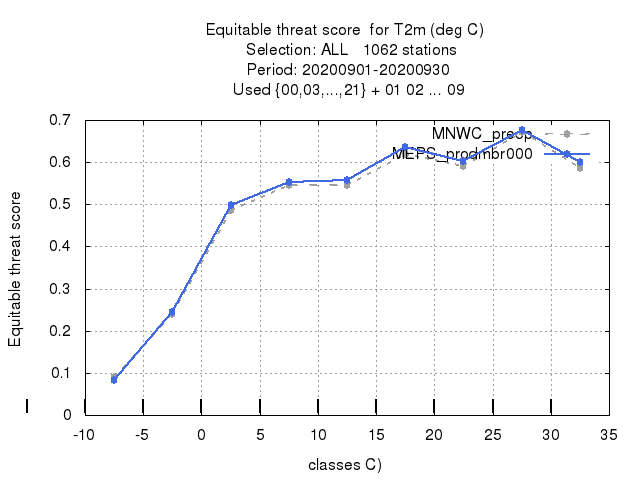 Equitable threat score for T2m (deg C)
Selection: ALL 1062 stations
Period: 20200901-20200930
Used {00,03,...,21} + 01 02 ... 09
MNWC_preop
MEPS_prodmbr000
Equitable threat score
0.7
0.6
0.5
0.4
0.3
0.2
0.1
0
-10 -5 0 5 10 15 20 25 30 35
classes C)